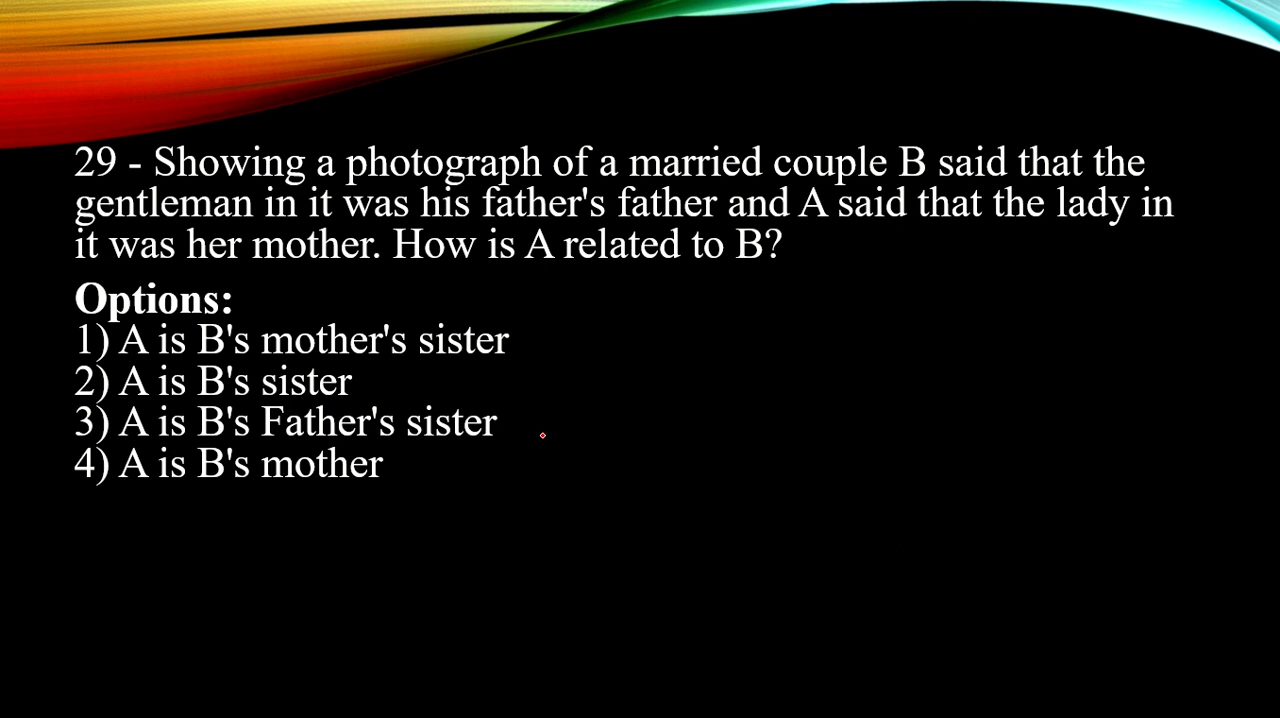 29 - Showing a photograph of a married couple B said that the
gentleman in it was his father's father and A said that the lady in
it was her mother. How is A related to B?
Options:
1) A is B's mother's sister
2) A is B's sister
3) A is B's Father's sister
4) A is B's mother